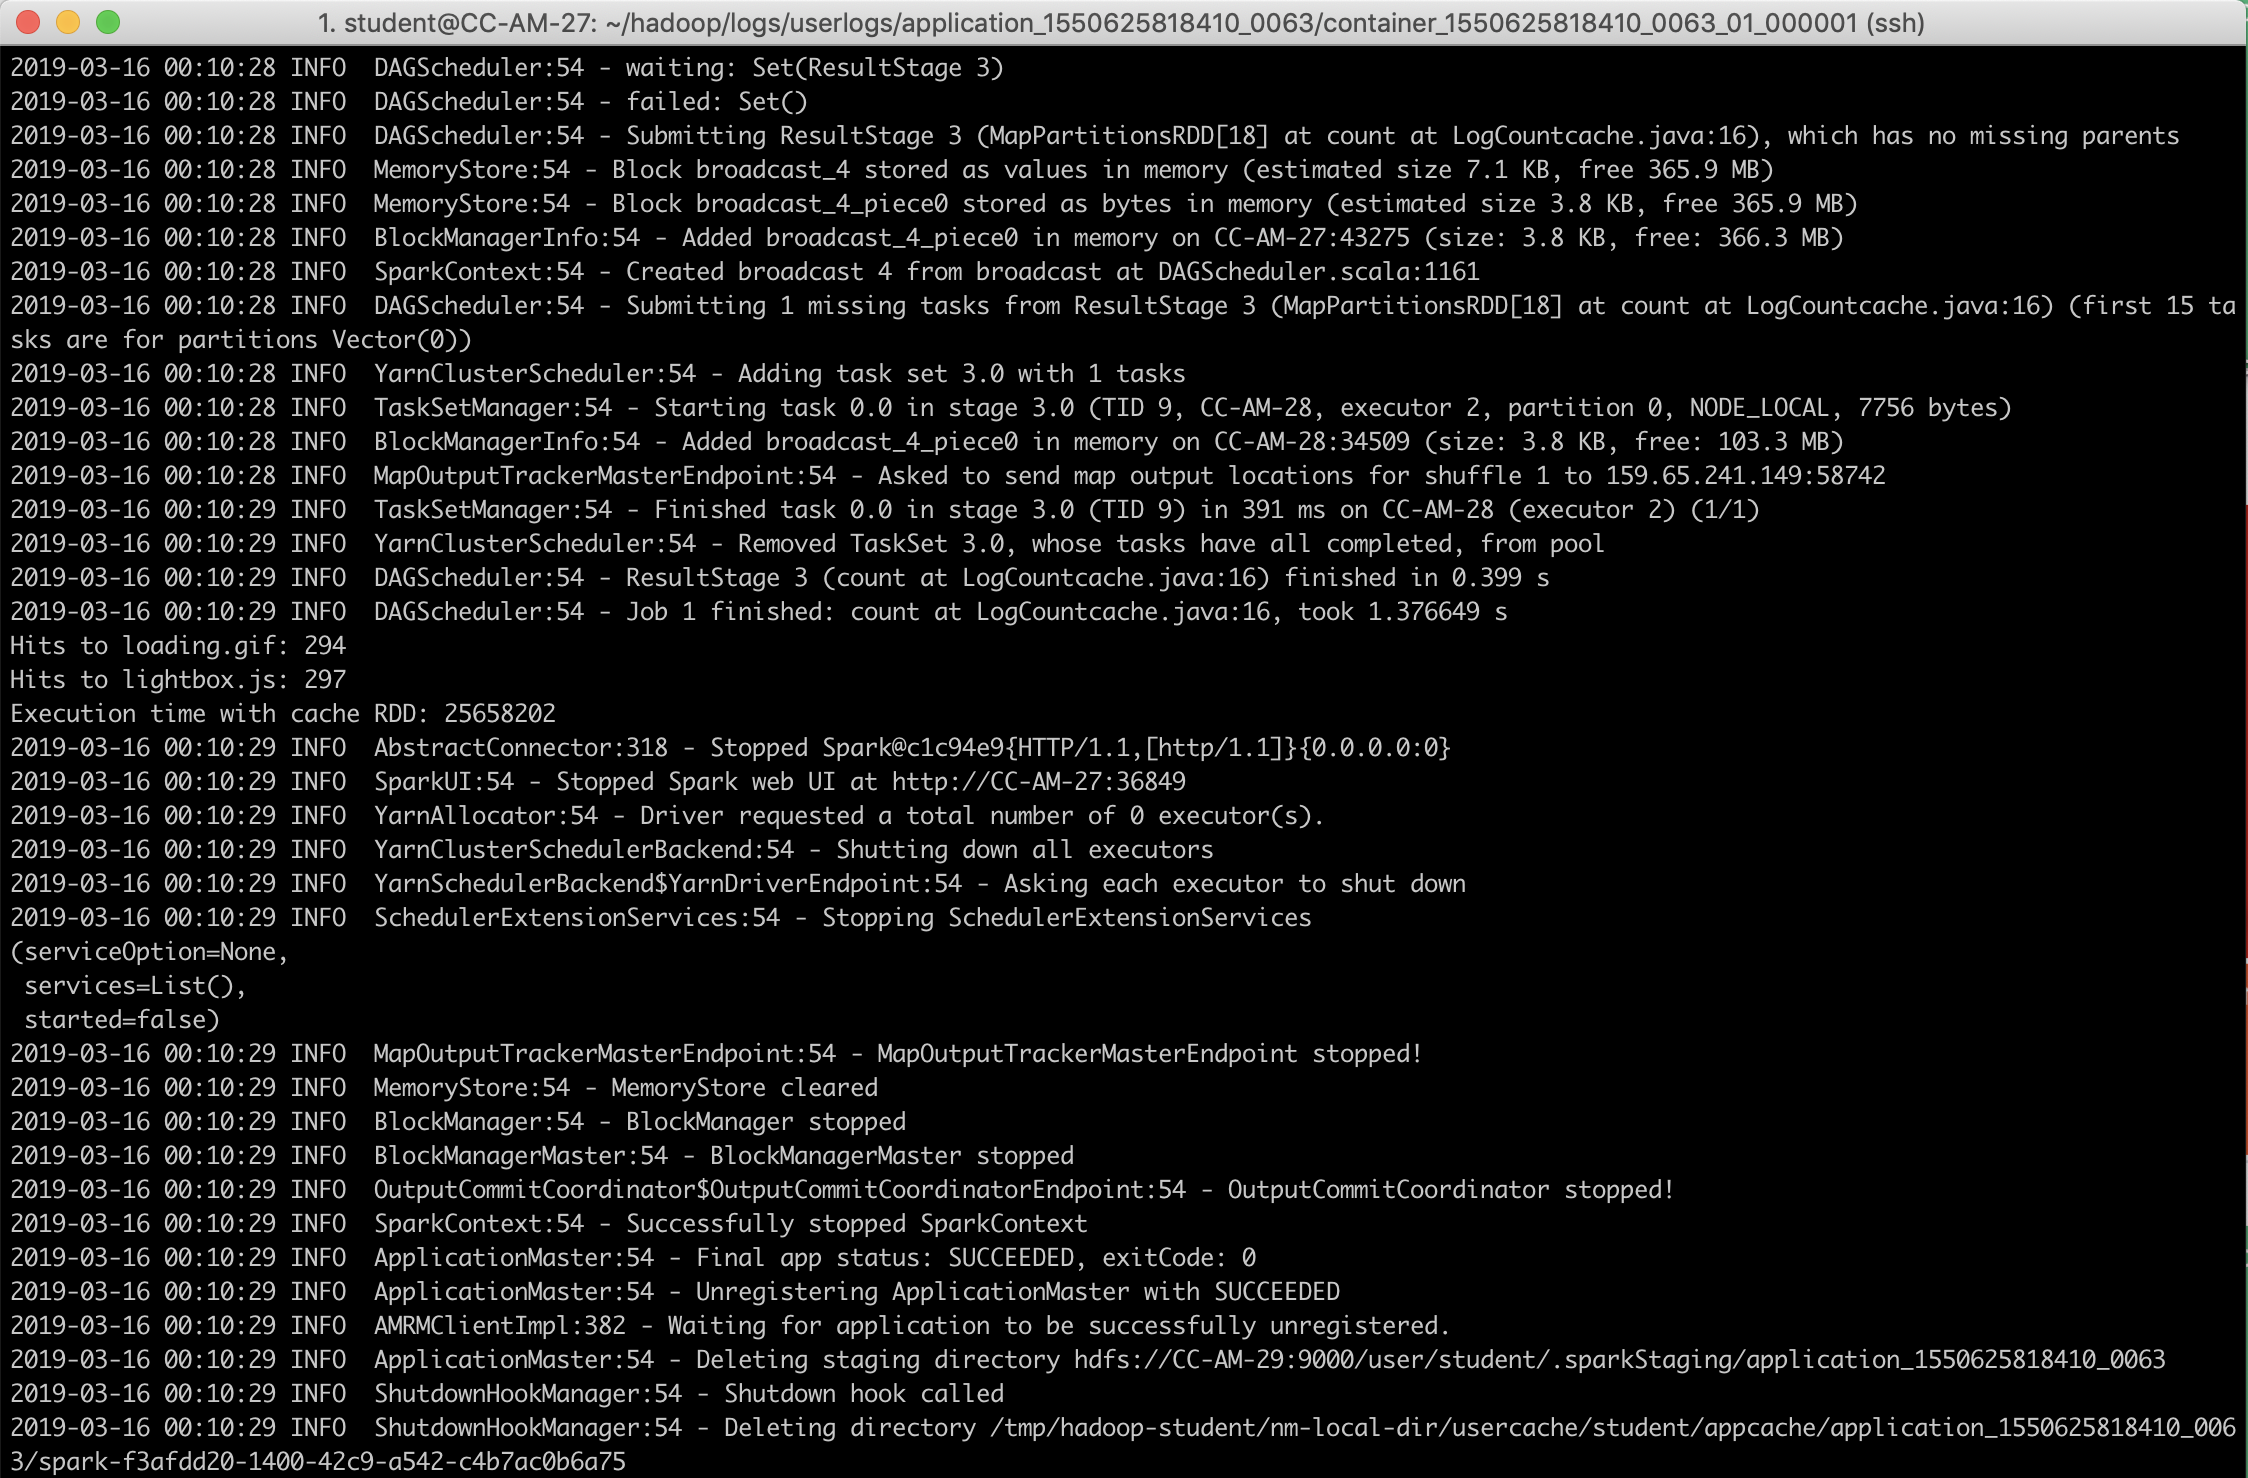 1. student@CC-AM-27: ~/hadoop/logs/userlogs/application_1550625818410_0063/container_1550625818410_0063_01_000001 (ssh)
2019-03-16 00:10:28 INFO  DAGScheduler:54 - waiting: Set(ResultStage 3)
2019-03-16 00:10:28 INFO  DAGScheduler:54 - failed: Set()
2019-03-16 00:10:28 INFO  DAGScheduler:54 - Submitting ResultStage 3 (MapPartitionsRDD[18] at count at LogCountcache.java:16), which has no missing parents
2019-03-16 00:10:28 INFO  MemoryStore:54 - Block broadcast_4 stored as values in memory (estimated size 7.1 KB, free 365.9 MB)
2019-03-16 00:10:28 INFO  MemoryStore:54 - Block broadcast_4_piece0 stored as bytes in memory (estimated size 3.8 KB, free 365.9 MB)
2019-03-16 00:10:28 INFO  BlockManagerInfo:54 - Added broadcast_4_piece0 in memory on CC-AM-27:43275 (size: 3.8 KB, free: 366.3 MB)
2019-03-16 00:10:28 INFO  SparkContext:54 - Created broadcast 4 from broadcast at DAGScheduler.scala:1161
2019-03-16 00:10:28 INFO  DAGScheduler:54 - Submitting 1 missing tasks from ResultStage 3 (MapPartitionsRDD[18] at count at LogCountcache.java:16) (first 15 ta
sks are for partitions Vector(0))
2019-03-16 00:10:28 INFO  YarnClusterScheduler:54 - Adding task set 3.0 with 1 tasks
2019-03-16 00:10:28 INFO  TaskSetManager:54 - Starting task 0.0 in stage 3.0 (TID 9, CC-AM-28, executor 2, partition 0, NODE_LOCAL, 7756 bytes)
2019-03-16 00:10:28 INFO  BlockManagerInfo:54 - Added broadcast_4_piece0 in memory on CC-AM-28:34509 (size: 3.8 KB, free: 103.3 MB)
2019-03-16 00:10:28 INFO  MapOutputTrackerMasterEndpoint:54 - Asked to send map output locations for shuffle 1 to 159.65.241.149:58742
2019-03-16 00:10:29 INFO  TaskSetManager:54 - Finished task 0.0 in stage 3.0 (TID 9) in 391 ms on CC-AM-28 (executor 2) (1/1)
2019-03-16 00:10:29 INFO  YarnClusterScheduler:54 - Removed TaskSet 3.0, whose tasks have all completed, from pool
2019-03-16 00:10:29 INFO  DAGScheduler:54 - ResultStage 3 (count at LogCountcache.java:16) finished in 0.399 s
2019-03-16 00:10:29 INFO  DAGScheduler:54 - Job 1 finished: count at LogCountcache.java:16, took 1.376649 s
Hits to loading.gif: 294
Hits to lightbox.js: 297
Execution time with cache RDD: 25658202
2019-03-16 00:10:29 INFO  AbstractConnector:318 - Stopped Spark@c1c94e9{HTTP/1.1,[http/1.1]}{0.0.0.0:0}
2019-03-16 00:10:29 INFO  SparkUI:54 - Stopped Spark web UI at http://CC-AM-27:36849
2019-03-16 00:10:29 INFO  YarnAllocator:54 - Driver requested a total number of 0 executor(s).
2019-03-16 00:10:29 INFO  YarnClusterSchedulerBackend:54 - Shutting down all executors
2019-03-16 00:10:29 INFO  YarnSchedulerBackend$YarnDriverEndpoint:54 - Asking each executor to shut down
2019-03-16 00:10:29 INFO  SchedulerExtensionServices:54 - Stopping SchedulerExtensionServices
(serviceOption=None,
 services=List(),
 started=false)
2019-03-16 00:10:29 INFO  MapOutputTrackerMasterEndpoint:54 - MapOutputTrackerMasterEndpoint stopped!
2019-03-16 00:10:29 INFO  MemoryStore:54 - MemoryStore cleared
2019-03-16 00:10:29 INFO  BlockManager:54 - BlockManager stopped
2019-03-16 00:10:29 INFO  BlockManagerMaster:54 - BlockManagerMaster stopped
2019-03-16 00:10:29 INFO  OutputCommitCoordinator$OutputCommitCoordinatorEndpoint:54 - OutputCommitCoordinator stopped!
2019-03-16 00:10:29 INFO  SparkContext:54 - Successfully stopped SparkContext
2019-03-16 00:10:29 INFO  ApplicationMaster:54 - Final app status: SUCCEEDED, exitCode: 0
2019-03-16 00:10:29 INFO  ApplicationMaster:54 - Unregistering ApplicationMaster with SUCCEEDED
2019-03-16 00:10:29 INFO  AMRMClientImpl:382 - Waiting for application to be successfully unregistered.
2019-03-16 00:10:29 INFO  ApplicationMaster:54 - Deleting staging directory hdfs://CC-AM-29:9000/user/student/.sparkStaging/application_1550625818410_0063
2019-03-16 00:10:29 INFO  ShutdownHookManager:54 - Shutdown hook called
2019-03-16 00:10:29 INFO  ShutdownHookManager:54 - Deleting directory /tmp/hadoop-student/nm-local-dir/usercache/student/appcache/application_1550625818410_006
3/spark-f3afdd20-1400-42c9-a542-c4b7ac0b6a75